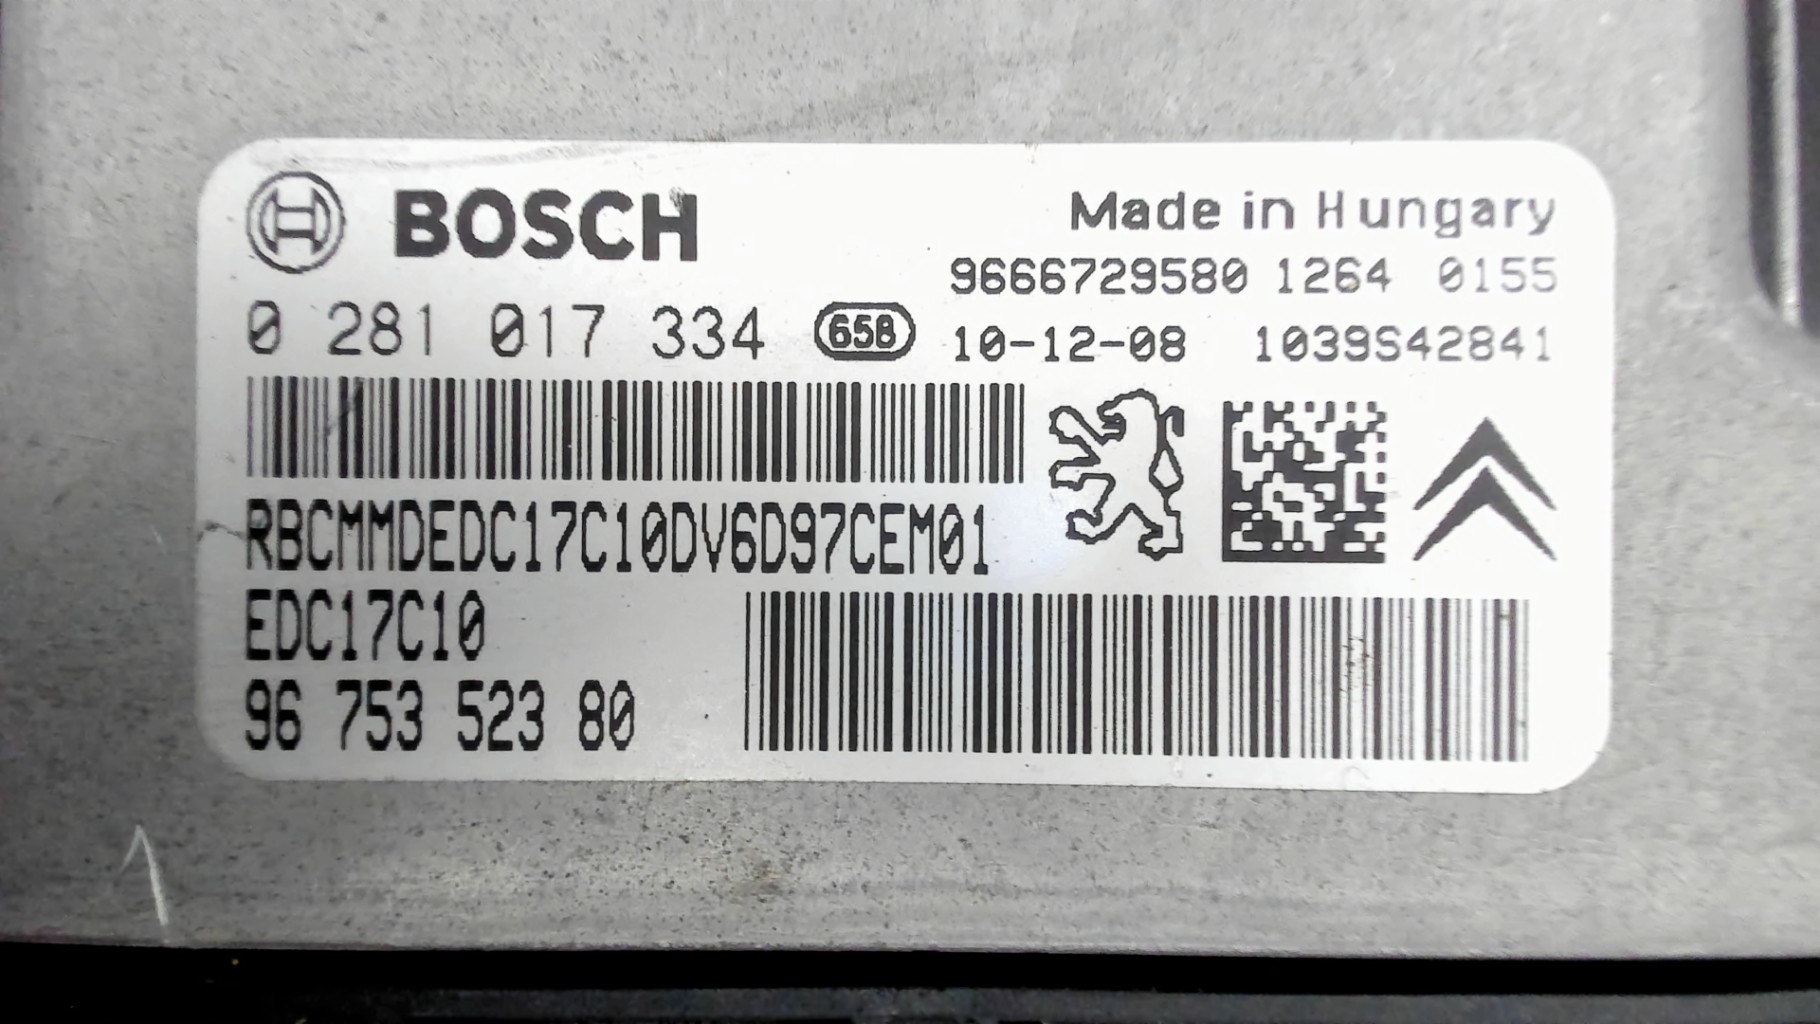 BOSCH
Made in Hungary
9666729580 1264 0155
0 281 017 334 658
10-12-08 1039S42841
RBCMMDEDC17C10DV6D97CEM01
EDC17C10
96 753 523 80